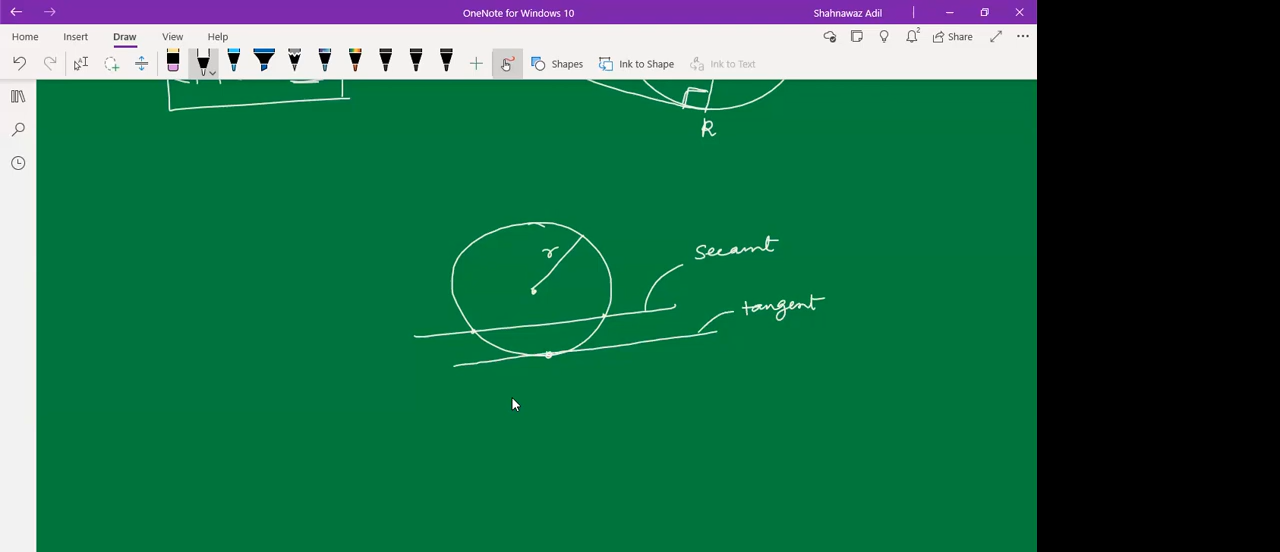 OneNote for Windows 10
Shahnawaz Adil
Home Insert Draw View Help
Share
Shapes
Ink to Shape
Ink to Text
R
r
Secant
tangent